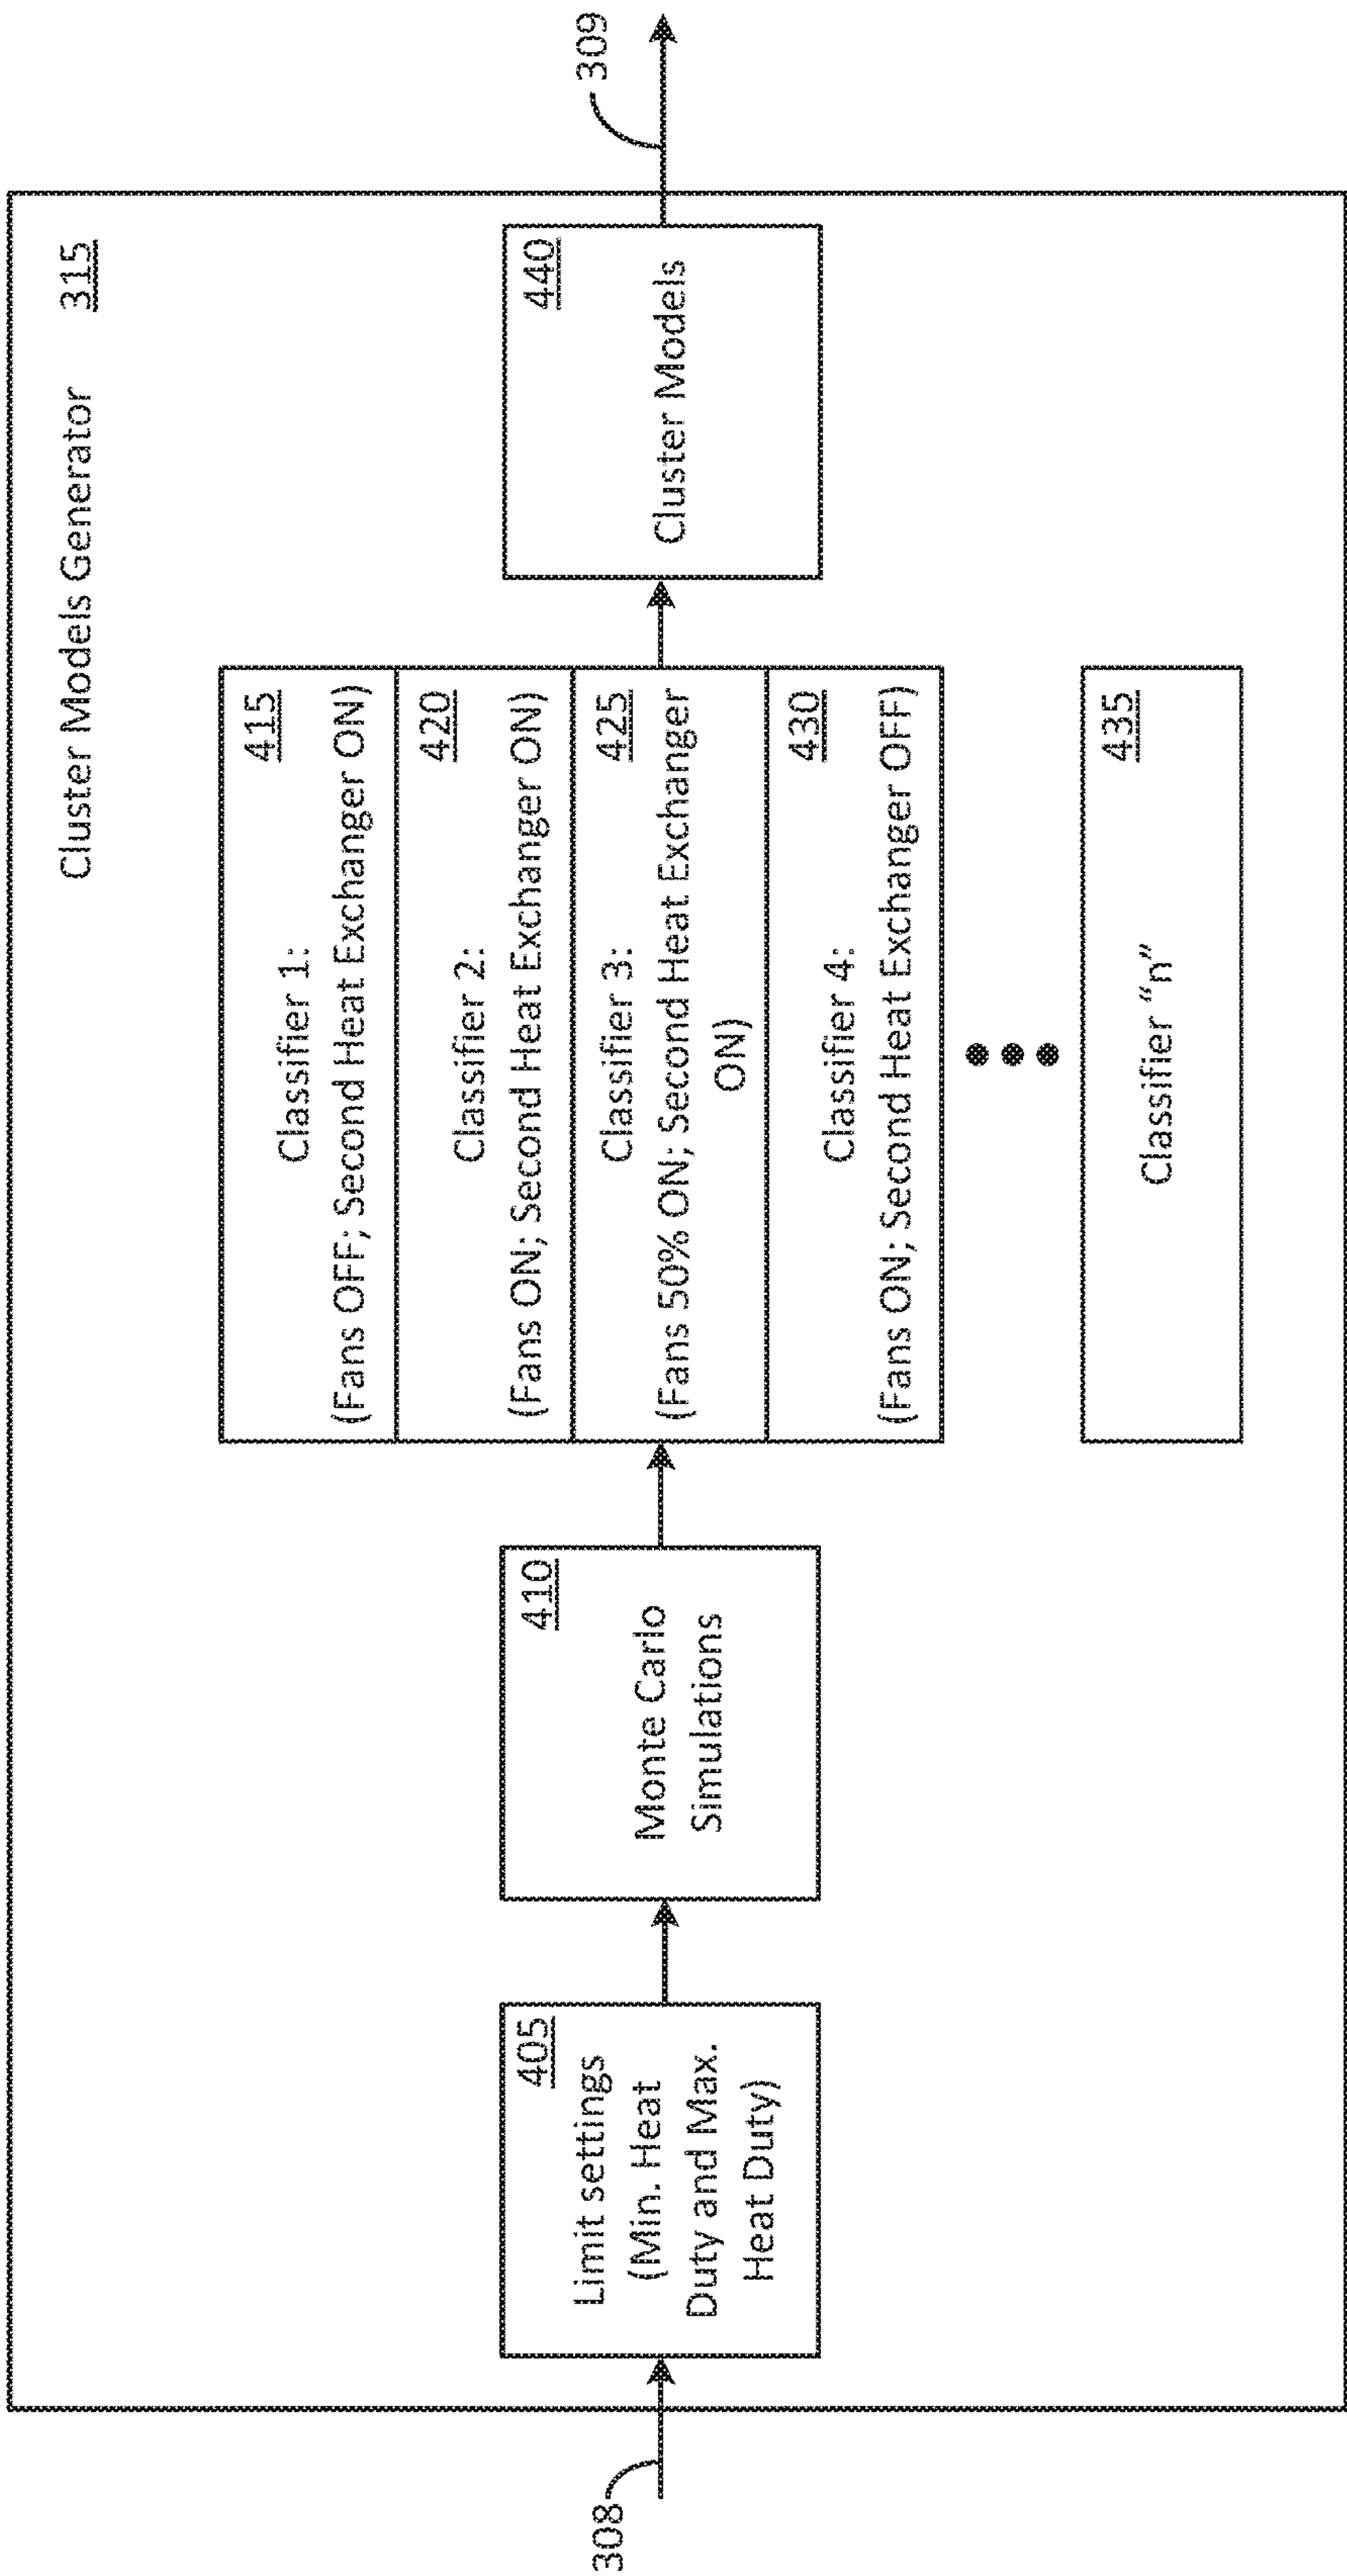 Cluster Models Generator 315
308
405
Limit settings
(Min. Heat
Duty and Max.
Heat Duty)
410
Monte Carlo
Simulations
415
Classifier 1:
(Fans OFF; Second Heat Exchanger ON)
420
Classifier 2:
(Fans ON; Second Heat Exchanger ON)
425
Classifier 3:
(Fans 50% ON; Second Heat Exchanger
ON)
430
Classifier 4:
(Fans ON; Second Heat Exchanger OFF)
435
Classifier “n”
440
Cluster Models
309